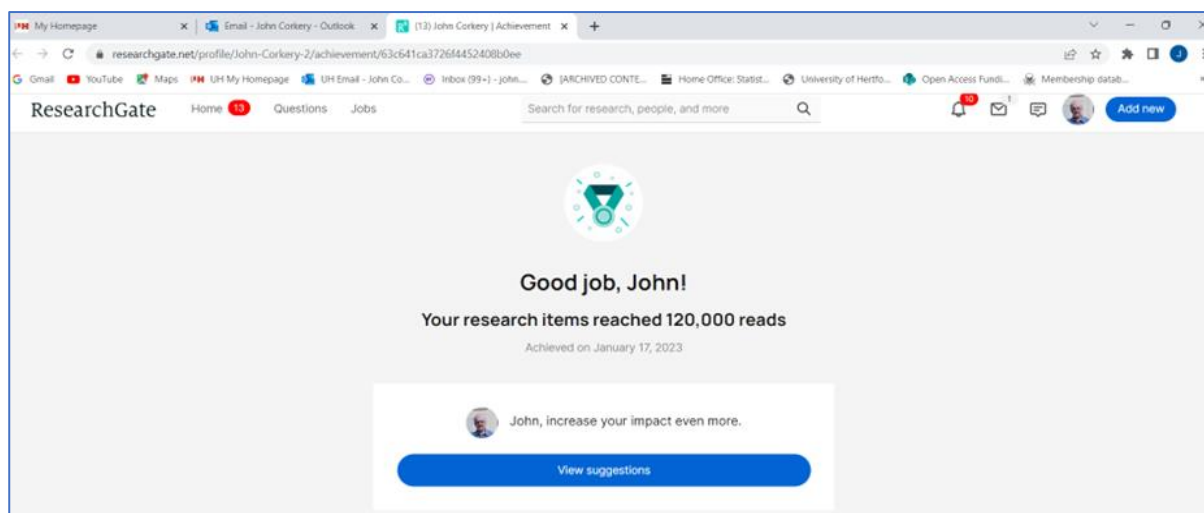 UH My Homepage
Email - John Corkery - Outlook
(13) John Corkery | Achievement
researchgate.net/profile/John-Corkery-2/achievement/63c641ca3726f4452408b0ee
Gmail YouTube Maps UH My Homepage UH Email - John Co... Inbox (99+) - john... [ARCHIVED CONTE... Home Office: Statist... University of Hertfo... Open Access Fundi... Membership datab...
ResearchGate Home 13 Questions Jobs Search for research, people, and more 10 1 Add new
Good job, John!
Your research items reached 120,000 reads
Achieved on January 17, 2023
John, increase your impact even more.
View suggestions